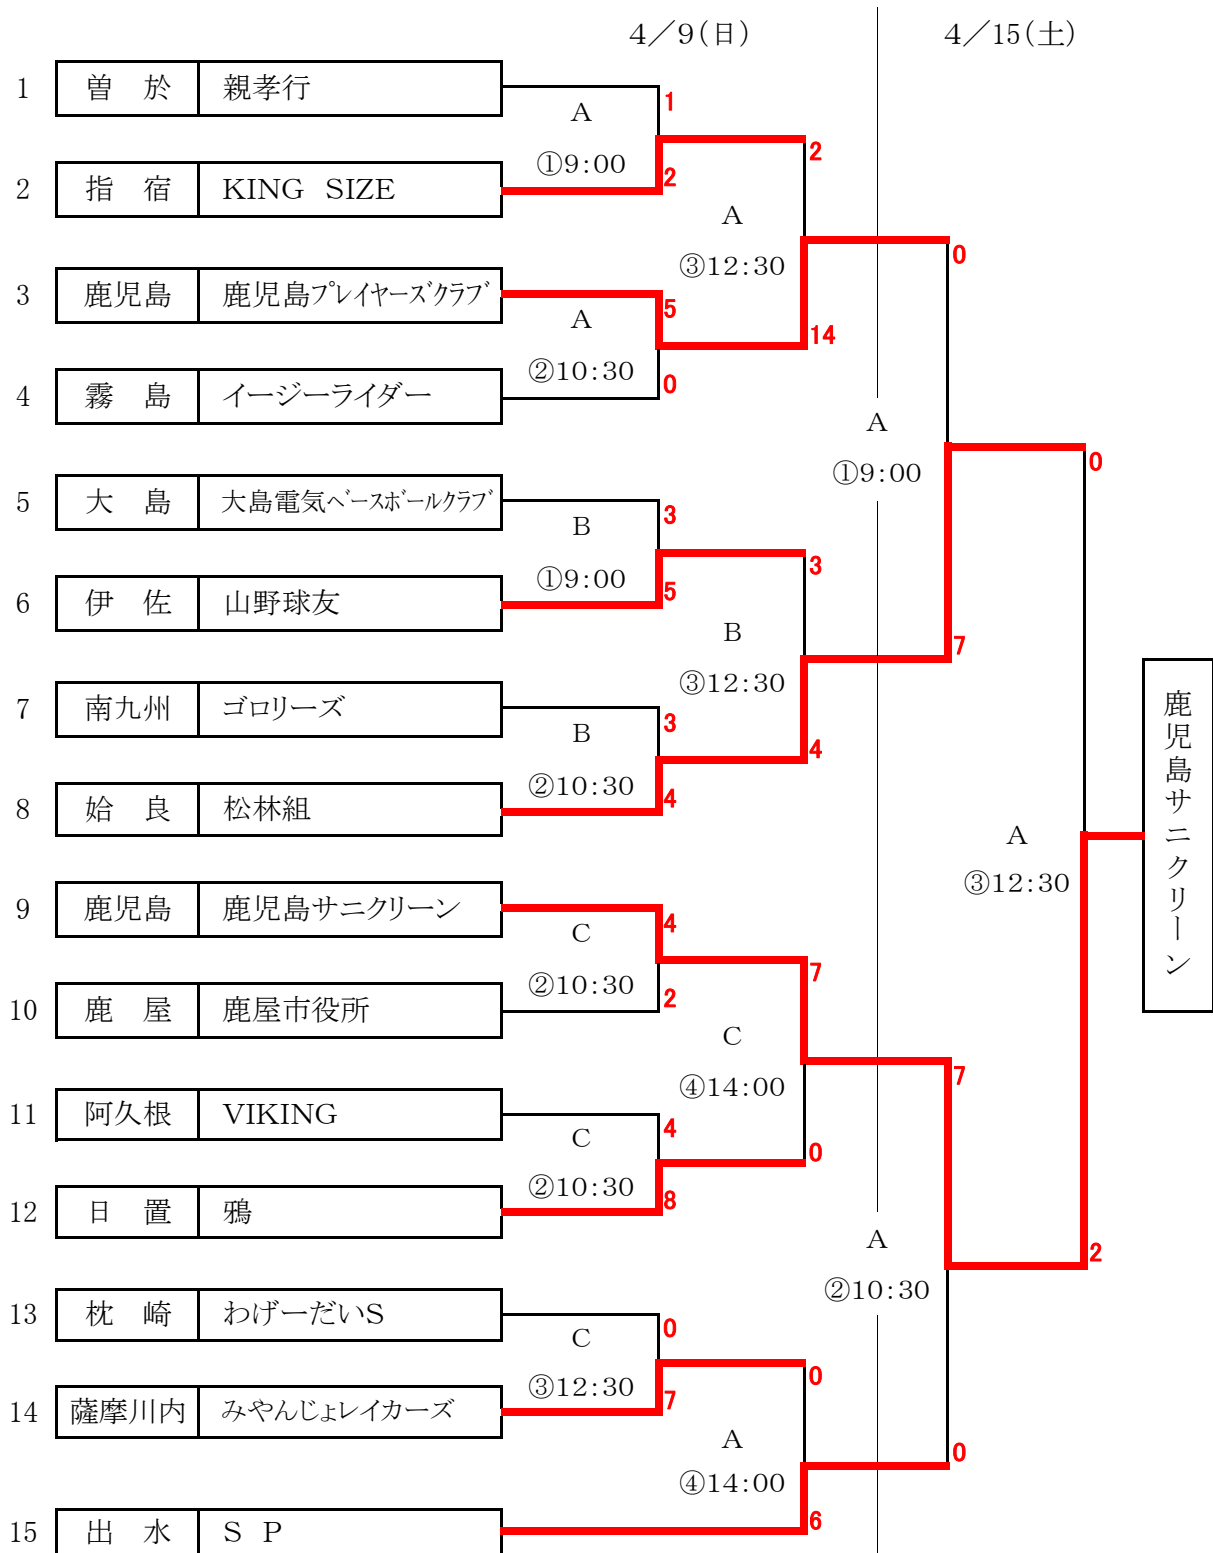 4／9(日)　4／15(土)
1　曽　於　親孝行
1
A
①9:00
2　指　宿　KING　SIZE
2
2
A
③12:30
3　鹿児島　鹿児島プレイヤーズクラブ
5
14
0
A
②10:30
4　霧　島　イージーライダー
0
A
①9:00
0
5　大　島　大島電気ベースボールクラブ
3
B
①9:00
3
6　伊　佐　山野球友
5
B
③12:30
7
7　南九州　ゴロリーズ
3
B
②10:30
4
8　姶　良　松林組
4
A
③12:30
鹿児島サニクリーン
9　鹿児島　鹿児島サニクリーン
4
C
②10:30
7
10　鹿　屋　鹿屋市役所
2
C
④14:00
7
11　阿久根　VIKING
4
C
②10:30
0
12　日　置　鴉
8
A
②10:30
2
13　枕　崎　わげーだいS
0
C
③12:30
0
14　薩摩川内　みやんじょレイカーズ
7
A
④14:00
0
15　出　水　S　P
6